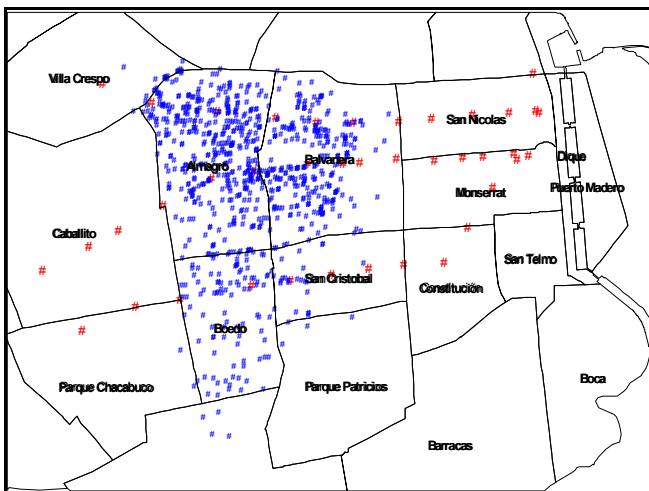 Villa Crespo
San Nicolas
Almagro
Balvanera
Dique
Monserrat
Puerto Madero
Caballito
San Telmo
San Cristobal
Constitución
Boedo
Parque Chacabuco
Parque Patricios
Boca
Barracas